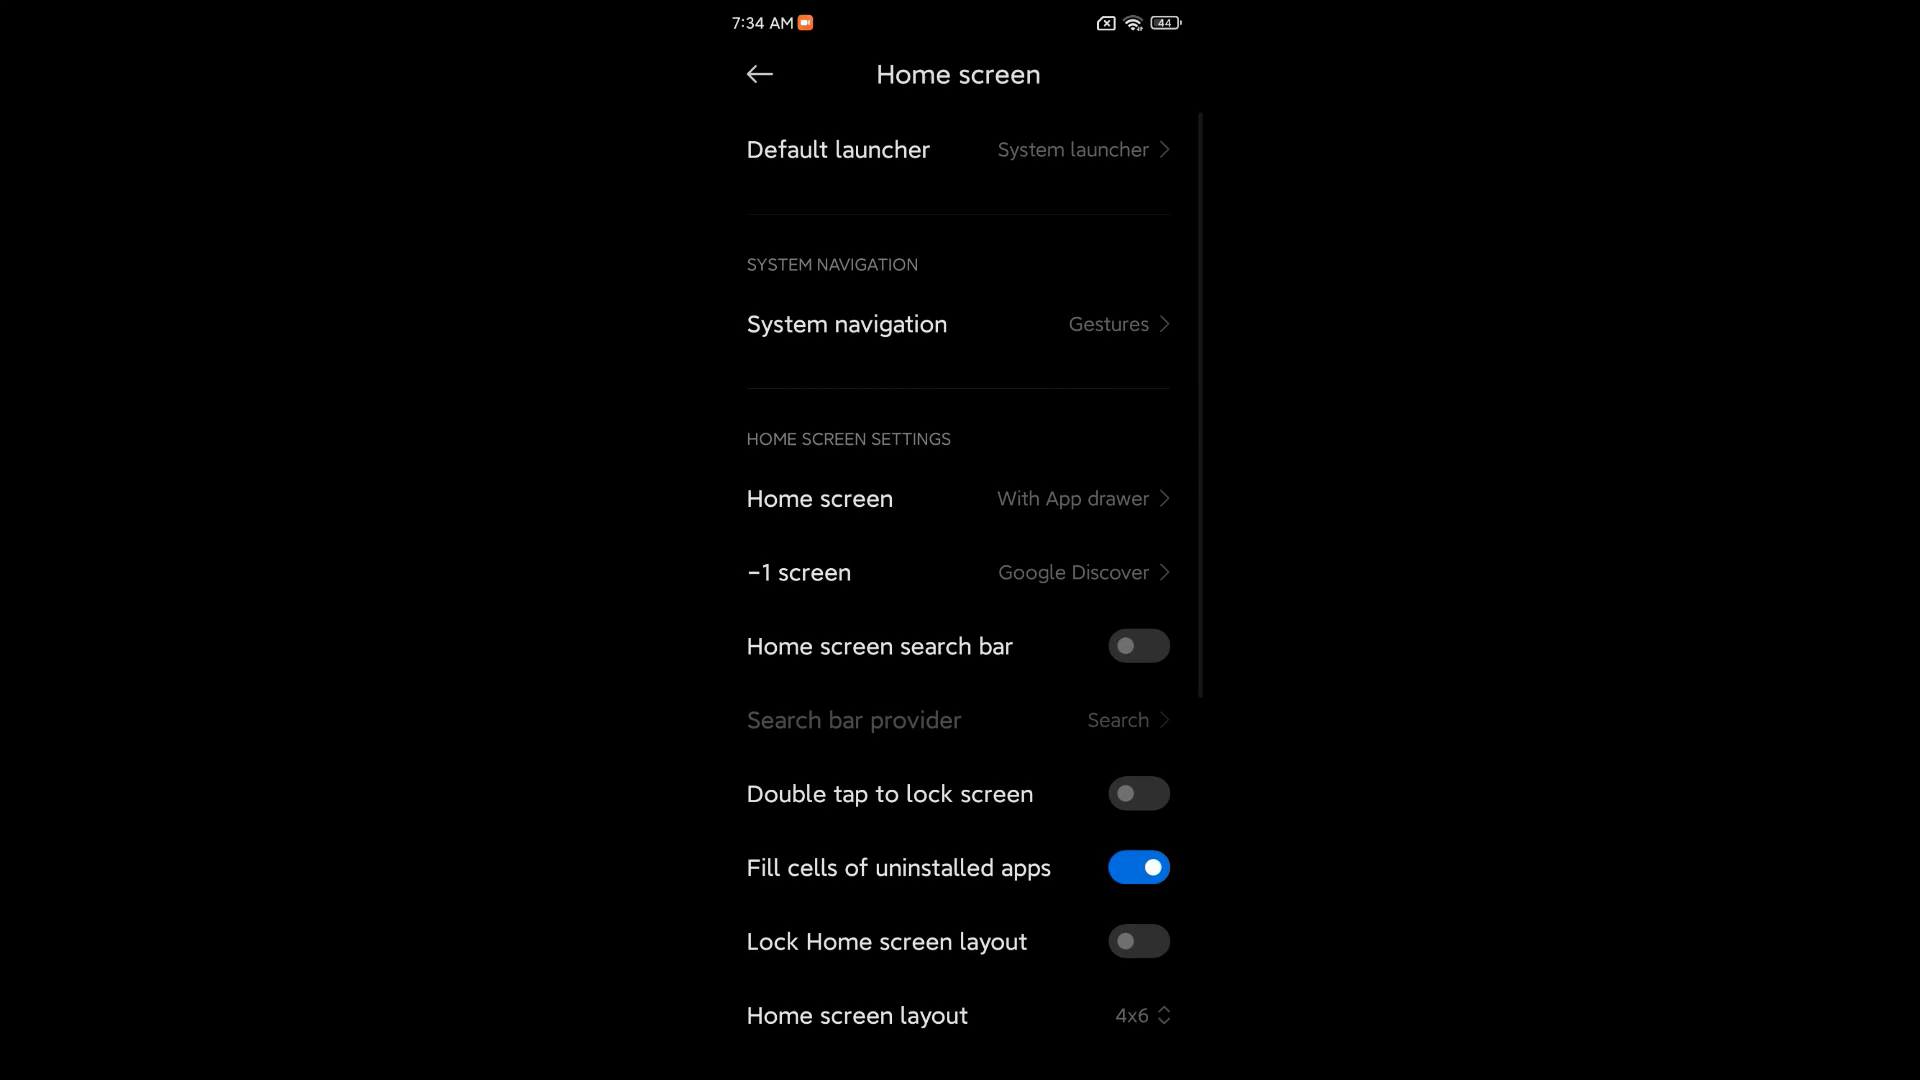 7:34 AM
44
Home screen
Default launcher System launcher
SYSTEM NAVIGATION
System navigation Gestures
HOME SCREEN SETTINGS
Home screen With App drawer
-1 screen Google Discover
Home screen search bar
Search bar provider Search
Double tap to lock screen
Fill cells of uninstalled apps
Lock Home screen layout
Home screen layout 4x6